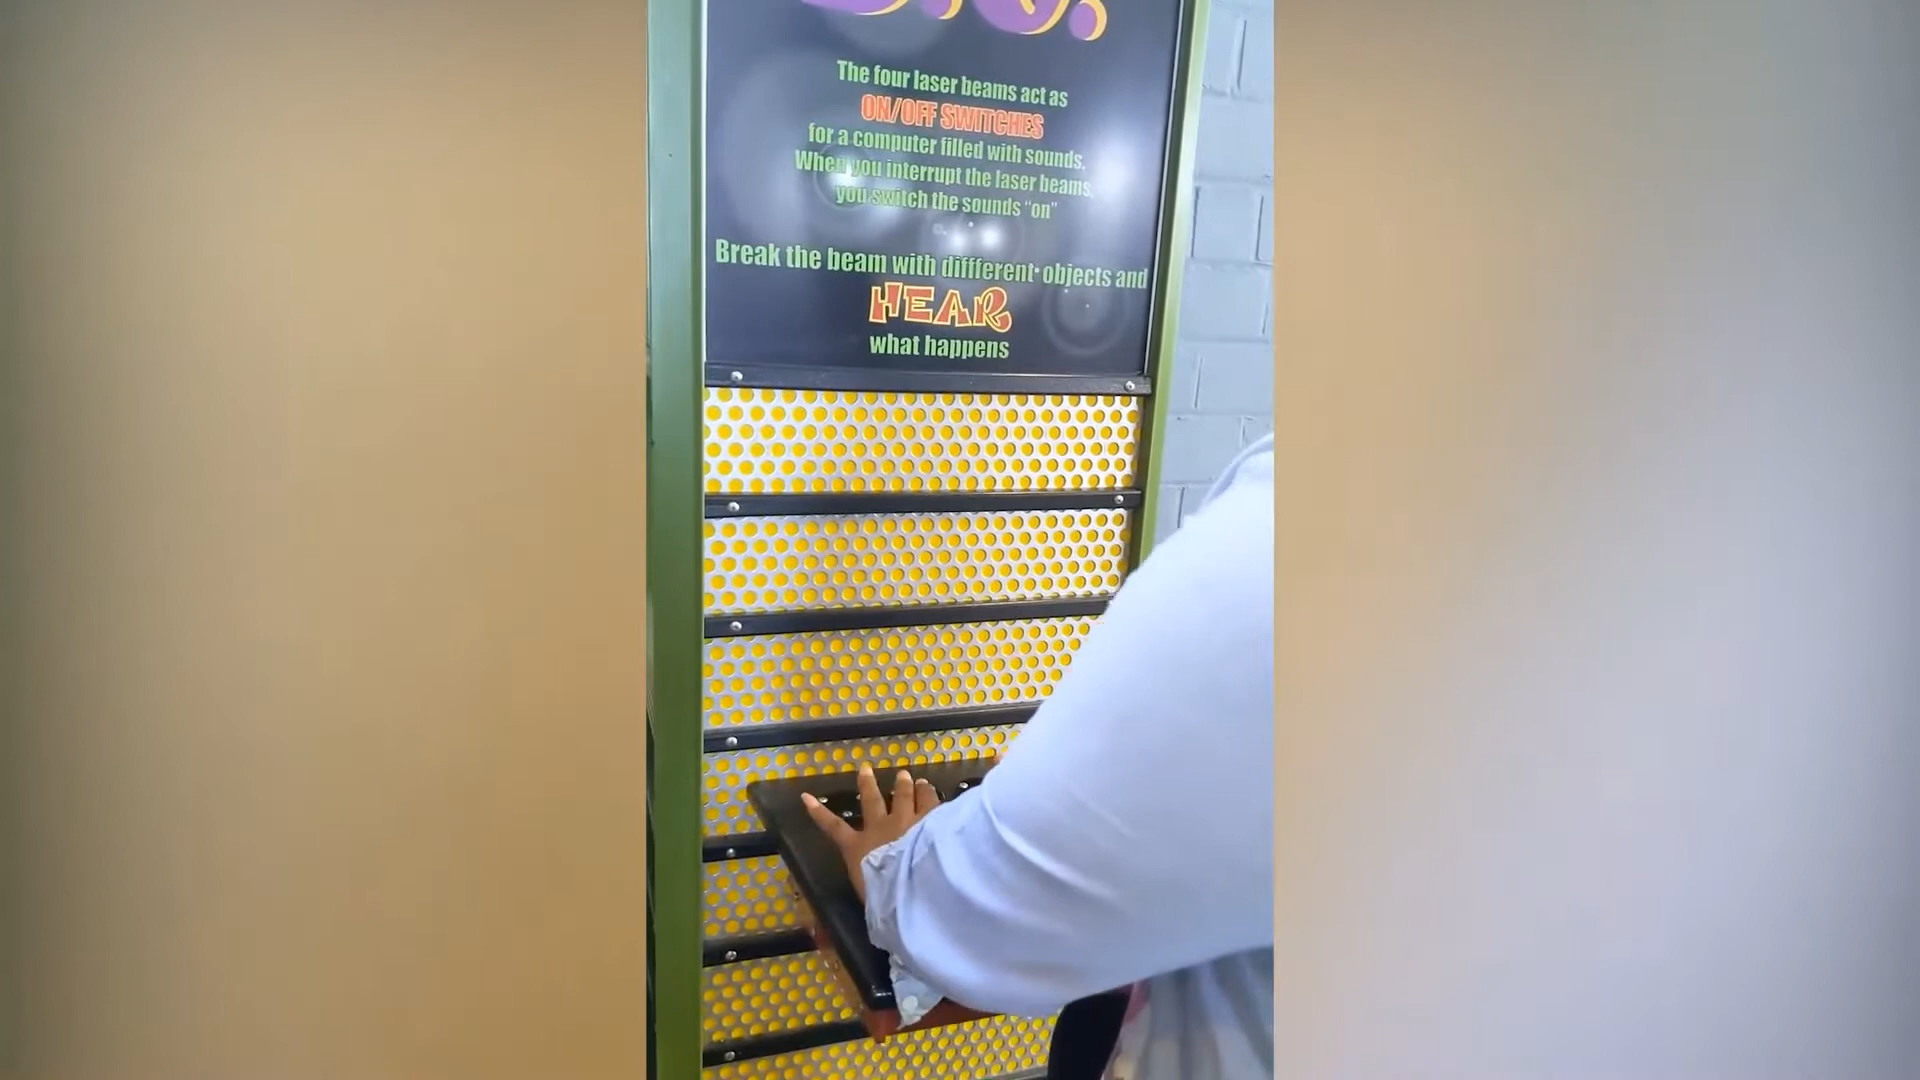 The four laser beams act as
ON/OFF SWITCHES
for a computer filled with sounds.
When you interrupt the laser beams,
you switch the sounds "on"
Break the beam with diffferent objects and
HEAR
what happens